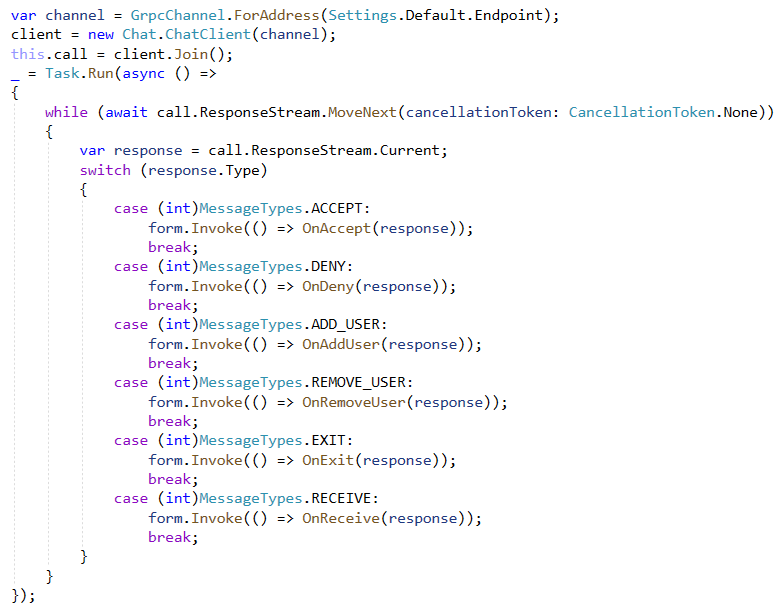 var channel = GrpcChannel.ForAddress(Settings.Default.Endpoint);
client = new Chat.ChatClient(channel);
this.call = client.Join();
_ = Task.Run(async () =>
{
    while (await call.ResponseStream.MoveNext(cancellationToken: CancellationToken.None))
    {
        var response = call.ResponseStream.Current;
        switch (response.Type)
        {
            case (int)MessageTypes.ACCEPT:
                form.Invoke(() => OnAccept(response));
                break;
            case (int)MessageTypes.DENY:
                form.Invoke(() => OnDeny(response));
                break;
            case (int)MessageTypes.ADD_USER:
                form.Invoke(() => OnAddUser(response));
                break;
            case (int)MessageTypes.REMOVE_USER:
                form.Invoke(() => OnRemoveUser(response));
                break;
            case (int)MessageTypes.EXIT:
                form.Invoke(() => OnExit(response));
                break;
            case (int)MessageTypes.RECEIVE:
                form.Invoke(() => OnReceive(response));
                break;
        }
    }
});